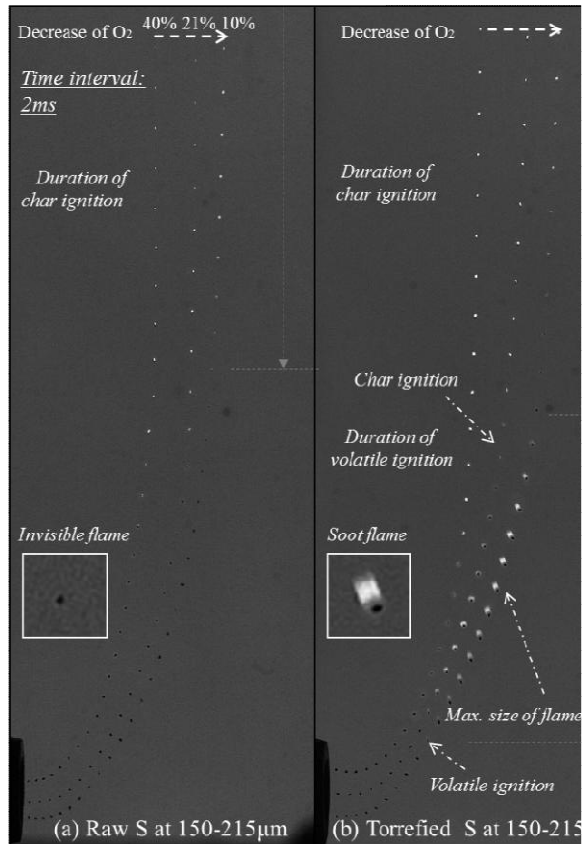 Decrease of O2 40% 21% 10%
Time interval:
2ms
Duration of
char ignition
Invisible flame
(a) Raw S at 150-215μm
Decrease of O2
Duration of
char ignition
Char ignition
Duration of
volatile ignition
Soot flame
Max. size of flame
Volatile ignition
(b) Torrefied S at 150-215